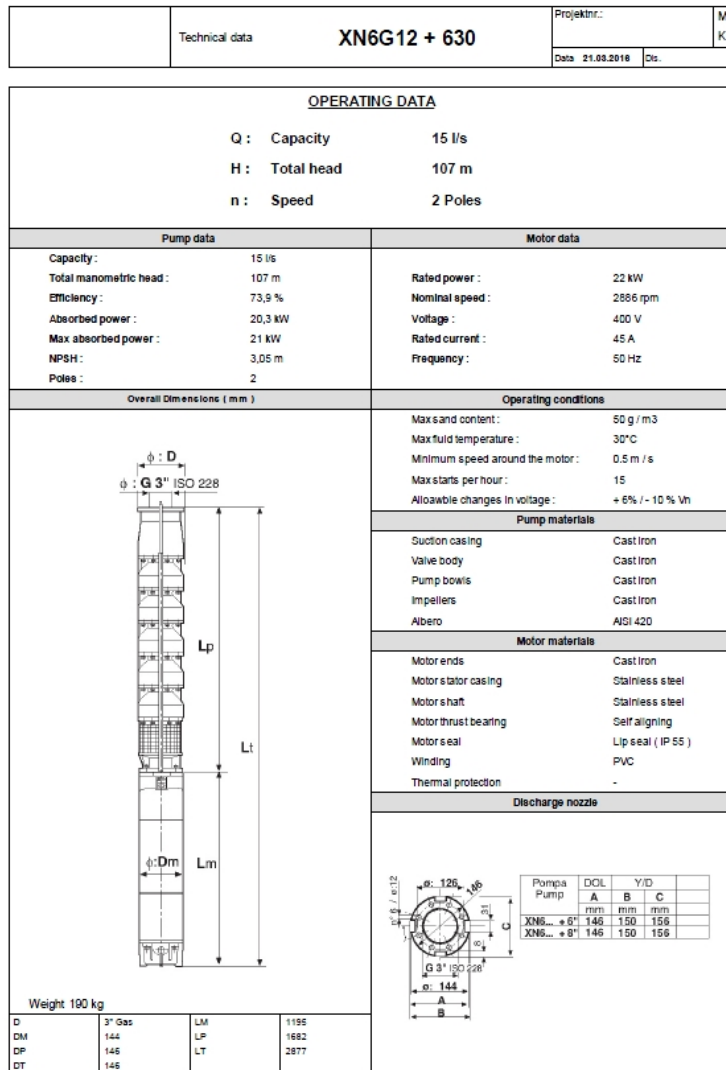 Technical data
XN6G12 + 630
Projektnr.:
M
K
Data 21.03.2016
Dis.
OPERATING DATA
Q : Capacity 15 l/s
H : Total head 107 m
n : Speed 2 Poles
Pump data
Capacity : 15 l/s
Total manometric head : 107 m
Efficiency : 73,9 %
Absorbed power : 20,3 kW
Max absorbed power : 21 kW
NPSH : 3,05 m
Poles : 2
Motor data
Rated power : 22 kW
Nominal speed : 2886 rpm
Voltage : 400 V
Rated current : 45 A
Frequency : 50 Hz
Overall Dimensions ( mm )
ϕ : D
ϕ : G 3" ISO 228
Lp
Lt
ϕ:Dm
Lm
Weight 190 kg
D 3" Gas LM 1195
DM 144 LP 1682
DP 145 LT 2877
DT 145
Operating conditions
Max sand content : 50 g / m3
Max fluid temperature : 30°C
Minimum speed around the motor : 0.5 m / s
Max starts per hour : 15
Alloawble changes in voltage : + 6% / - 10 % Vn
Pump materials
Suction casing Cast iron
Valve body Cast iron
Pump bowls Cast iron
Impellers Cast iron
Albero AISI 420
Motor materials
Motor ends Cast iron
Motor stator casing Stainless steel
Motor shaft Stainless steel
Motor thrust bearing Self aligning
Motor seal Lip seal ( IP 55 )
Winding PVC
Thermal protection -
Discharge nozzle
n° 6 / ø:12
ø: 126
146
31
C
8
G 3" ISO 228
ø: 144
A
B
Pompa DOL Y/D
Pump A B C
mm mm mm
XN6... + 6" 146 150 156
XN6... + 8" 146 150 156